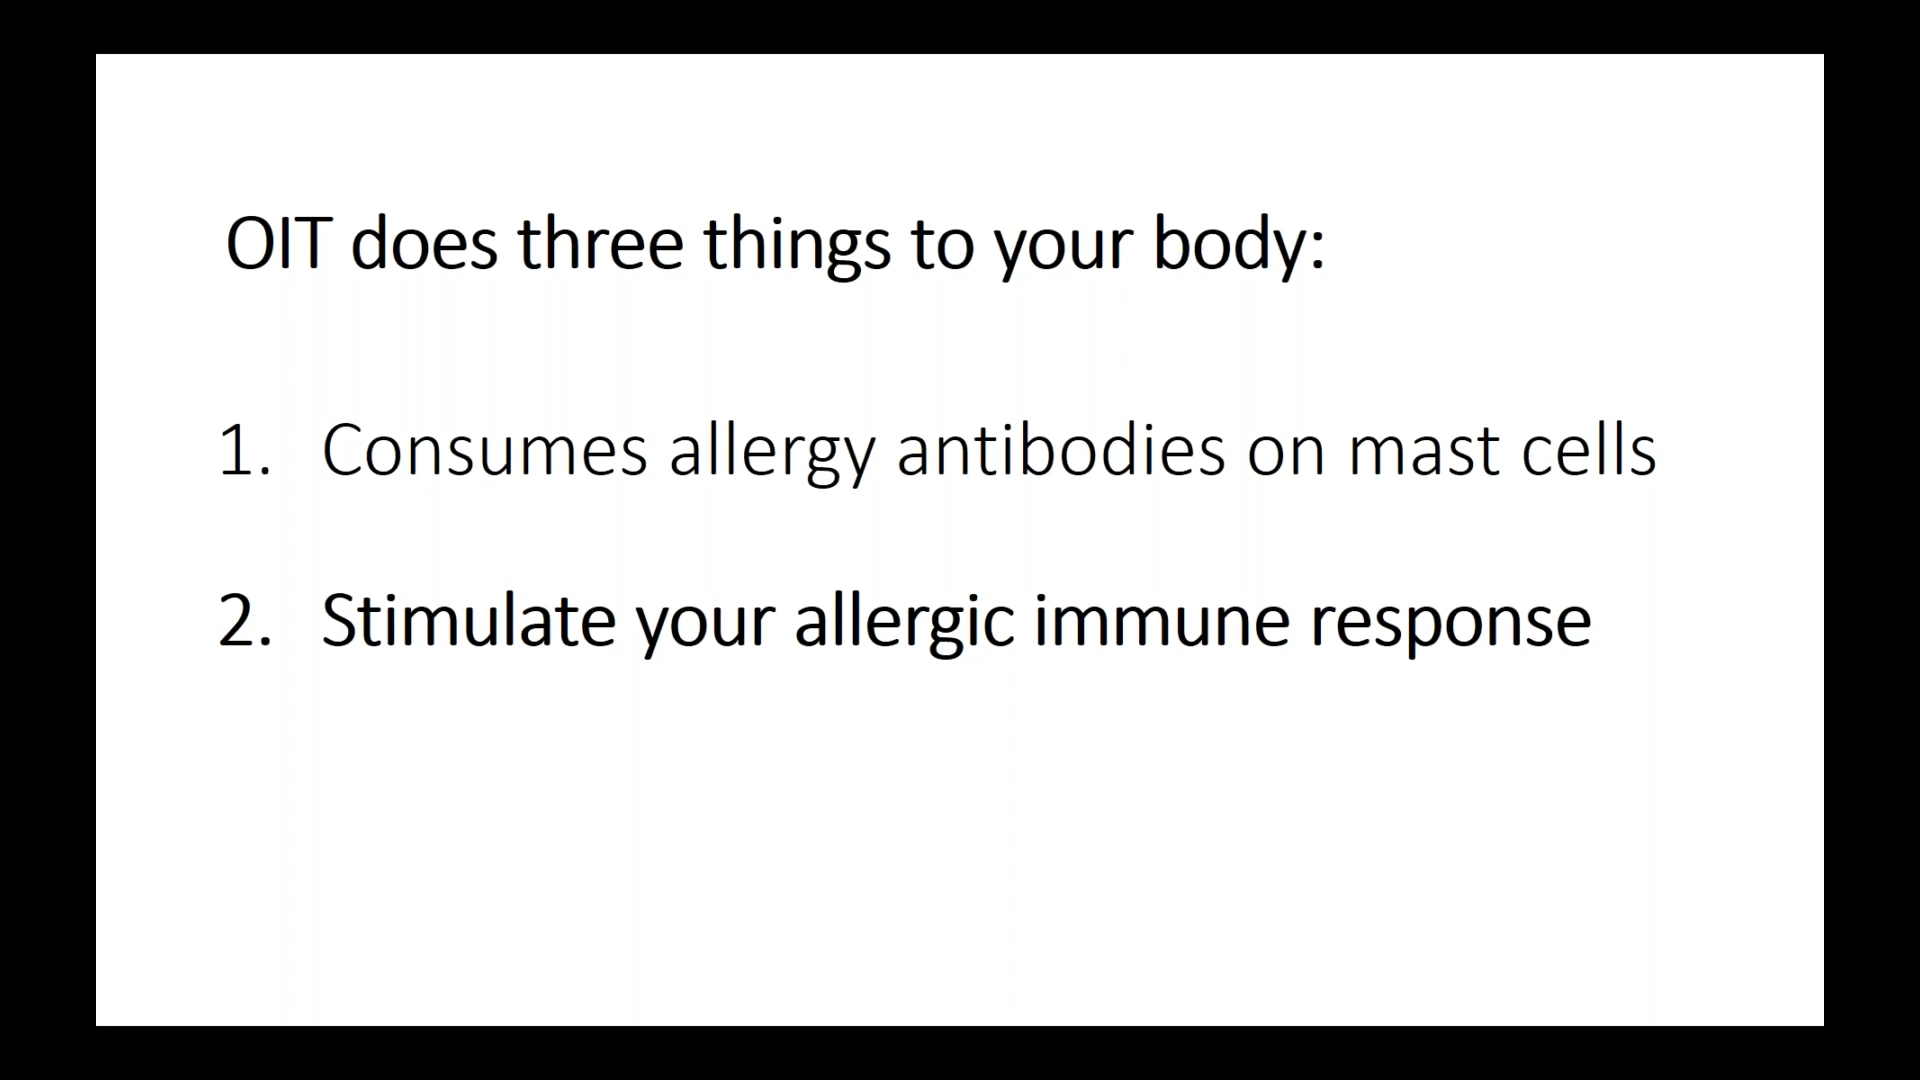 OIT does three things to your body:
1. Consumes allergy antibodies on mast cells
2. Stimulate your allergic immune response